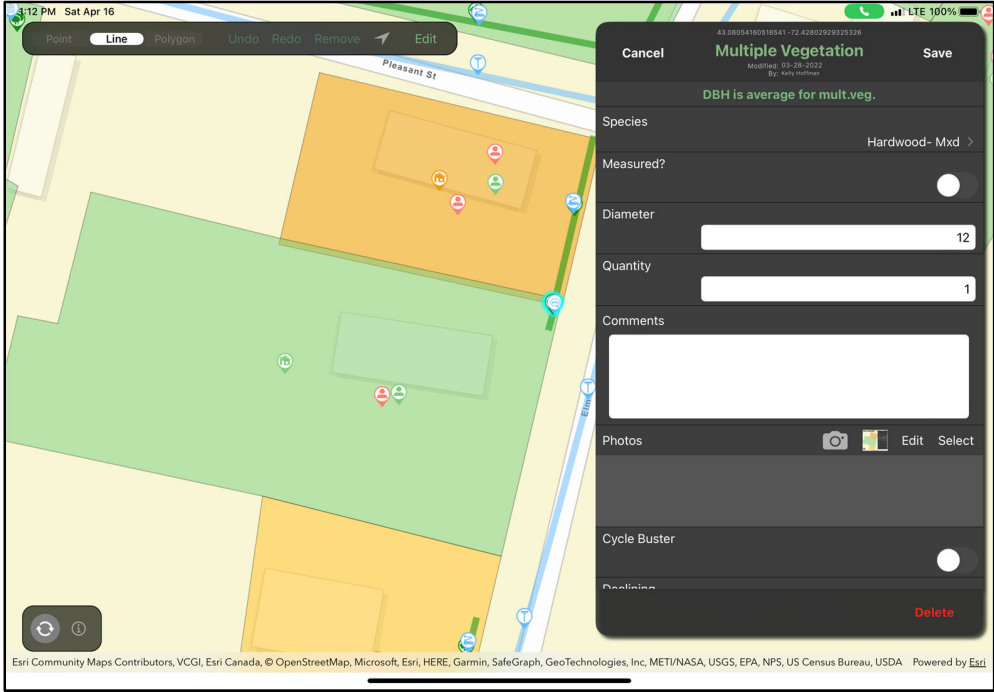 4:12 PM Sat Apr 16
LTE 100%
Point Line Polygon Undo Redo Remove Edit
Pleasant St
Elm
43.08054160518541 -72.42802929325326
Cancel Multiple Vegetation Save
Modified: 03-28-2022
By: Kelly Hoffman
DBH is average for mult.veg.
Species
Hardwood- Mxd >
Measured?
Diameter
12
Quantity
1
Comments
Photos Edit Select
Cycle Buster
Declining
Delete
Esri Community Maps Contributors, VCGI, Esri Canada, © OpenStreetMap, Microsoft, Esri, HERE, Garmin, SafeGraph, GeoTechnologies, Inc, METI/NASA, USGS, EPA, NPS, US Census Bureau, USDA Powered by Esri